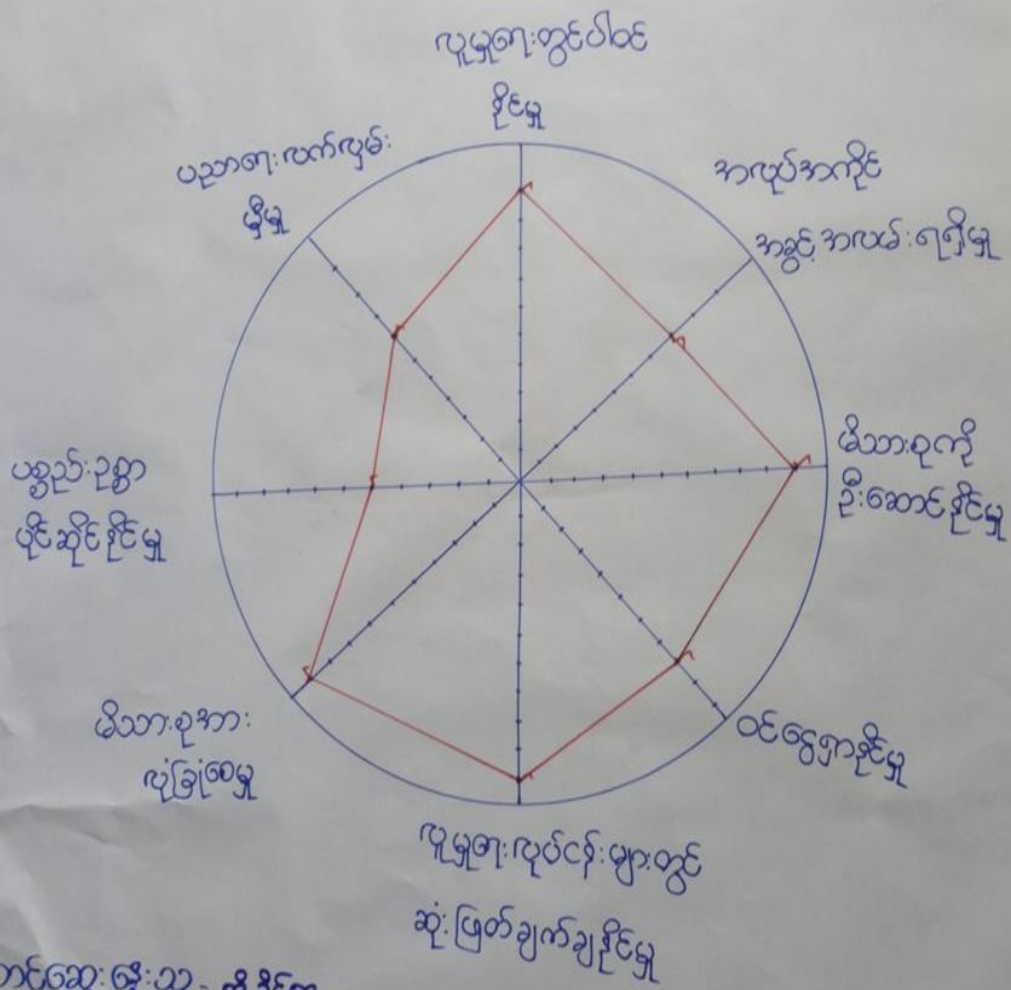 လူမှုရေးတွင်ပါဝင်
နိုင်မှု
ပညာရေးလက်လှမ်း
မှီမှု
အလုပ်အကိုင်
အခွင့်အလမ်းရရှိမှု
မိသားစုကို
ဦးဆောင်နိုင်မှု
ပစ္စည်းဥစ္စာ
ပိုင်ဆိုင်နိုင်မှု
မိသားစုအား
လုံခြုံစေမှု
ဝင်ငွေရှာနိုင်မှု
လူမှုရေးလုပ်ငန်းများတွင်
ဆုံးဖြတ်ချက်ချနိုင်မှု